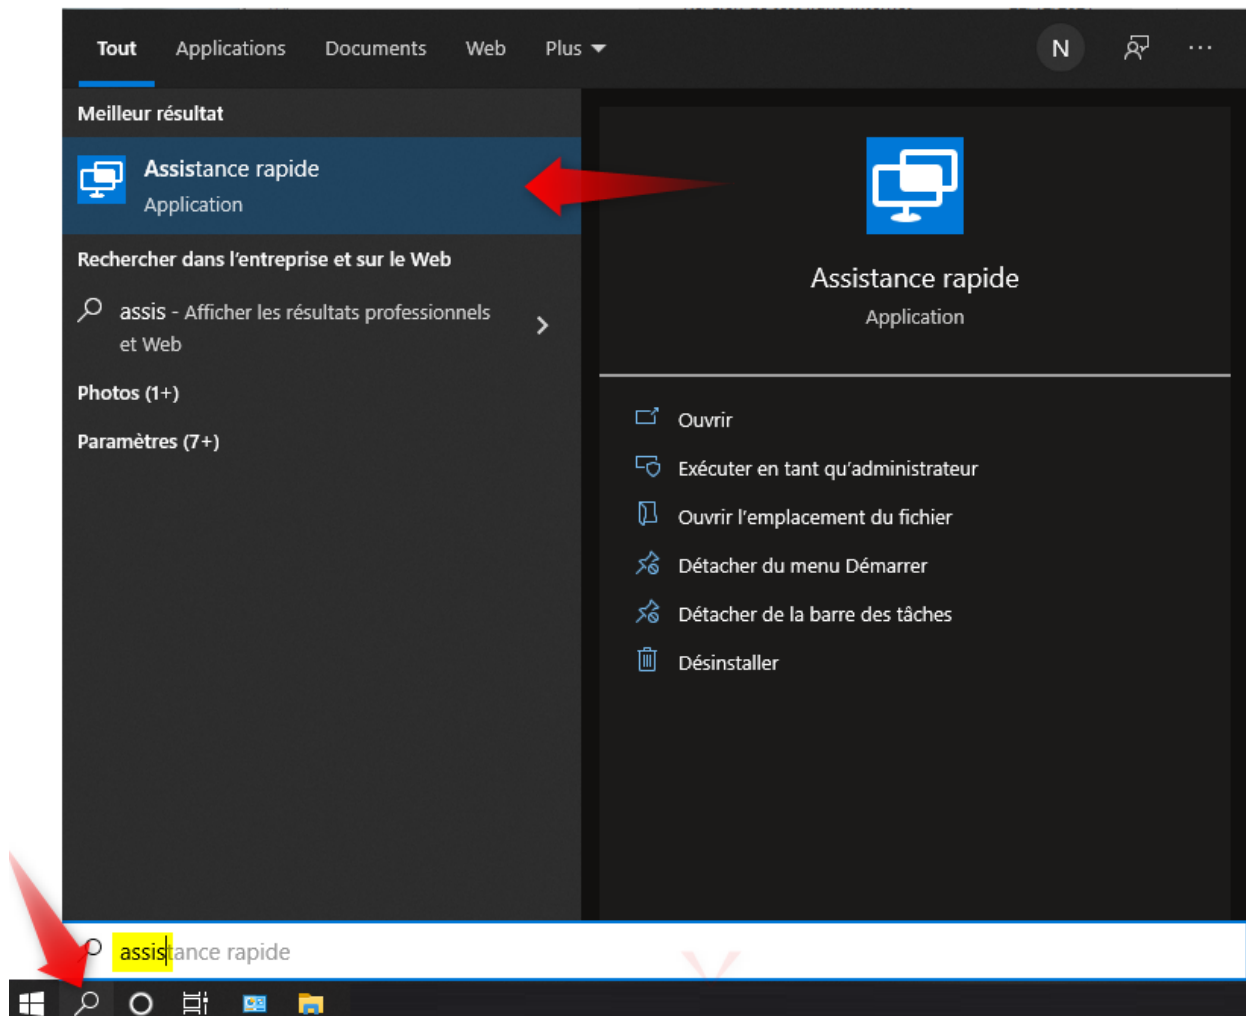 Tout Applications Documents Web Plus
N
Meilleur résultat
Assistance rapide
Application
Rechercher dans l'entreprise et sur le Web
assis - Afficher les résultats professionnels
et Web
Photos (1+)
Paramètres (7+)
Assistance rapide
Application
Ouvrir
Exécuter en tant qu'administrateur
Ouvrir l'emplacement du fichier
Détacher du menu Démarrer
Détacher de la barre des tâches
Désinstaller
assistance rapide